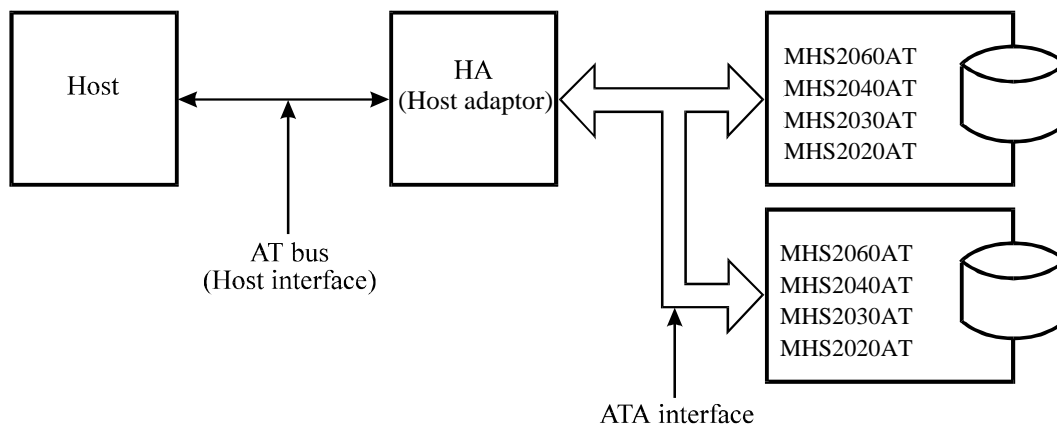 Host
HA
(Host adaptor)
AT bus
(Host interface)
MHS2060AT
MHS2040AT
MHS2030AT
MHS2020AT
MHS2060AT
MHS2040AT
MHS2030AT
MHS2020AT
ATA interface